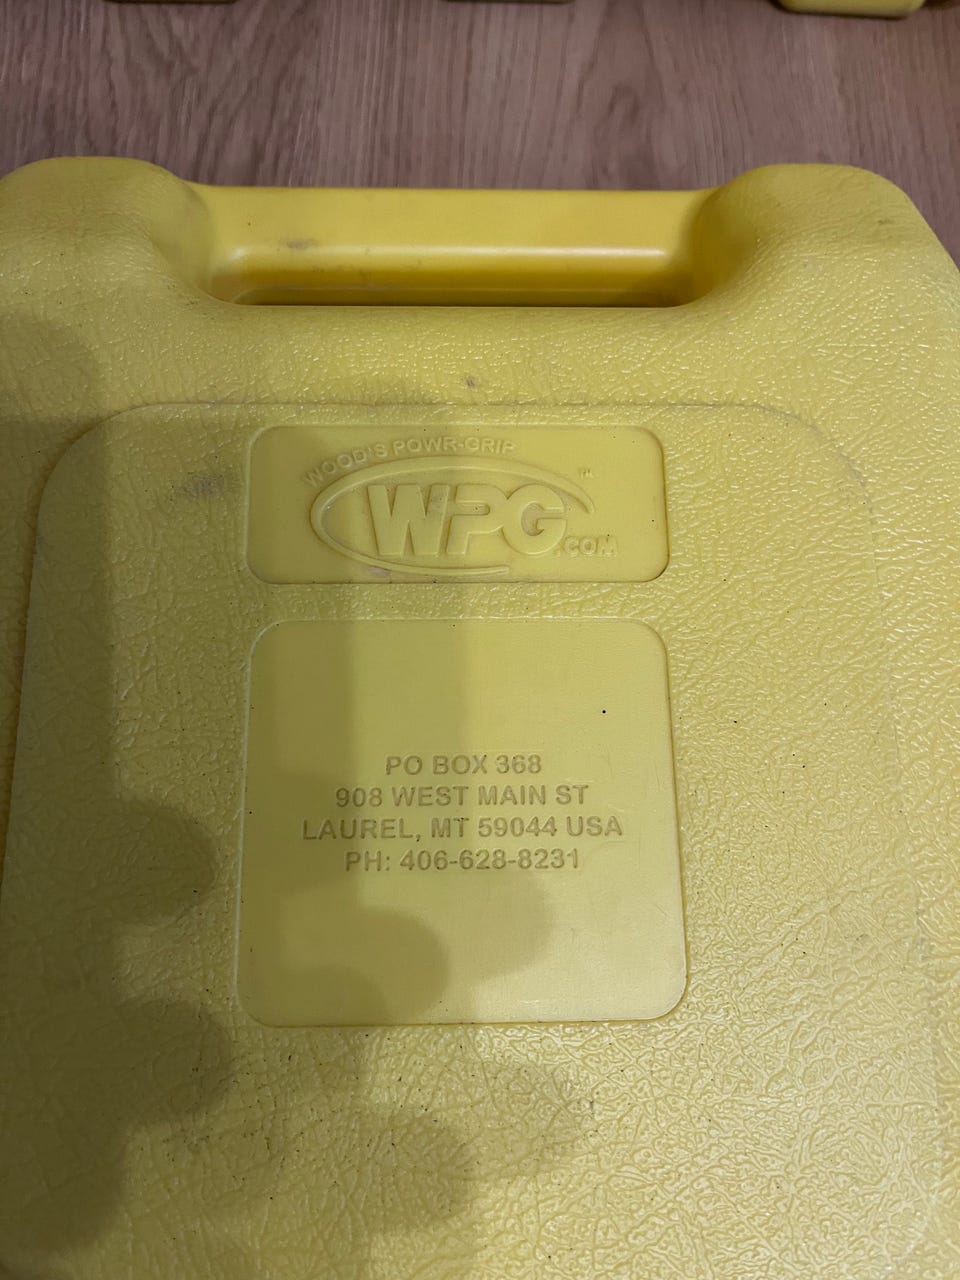 WOOD'S POWR-GRIP
WPG.COM™
PO BOX 368
908 WEST MAIN ST
LAUREL, MT 59044 USA
PH: 406-628-8231